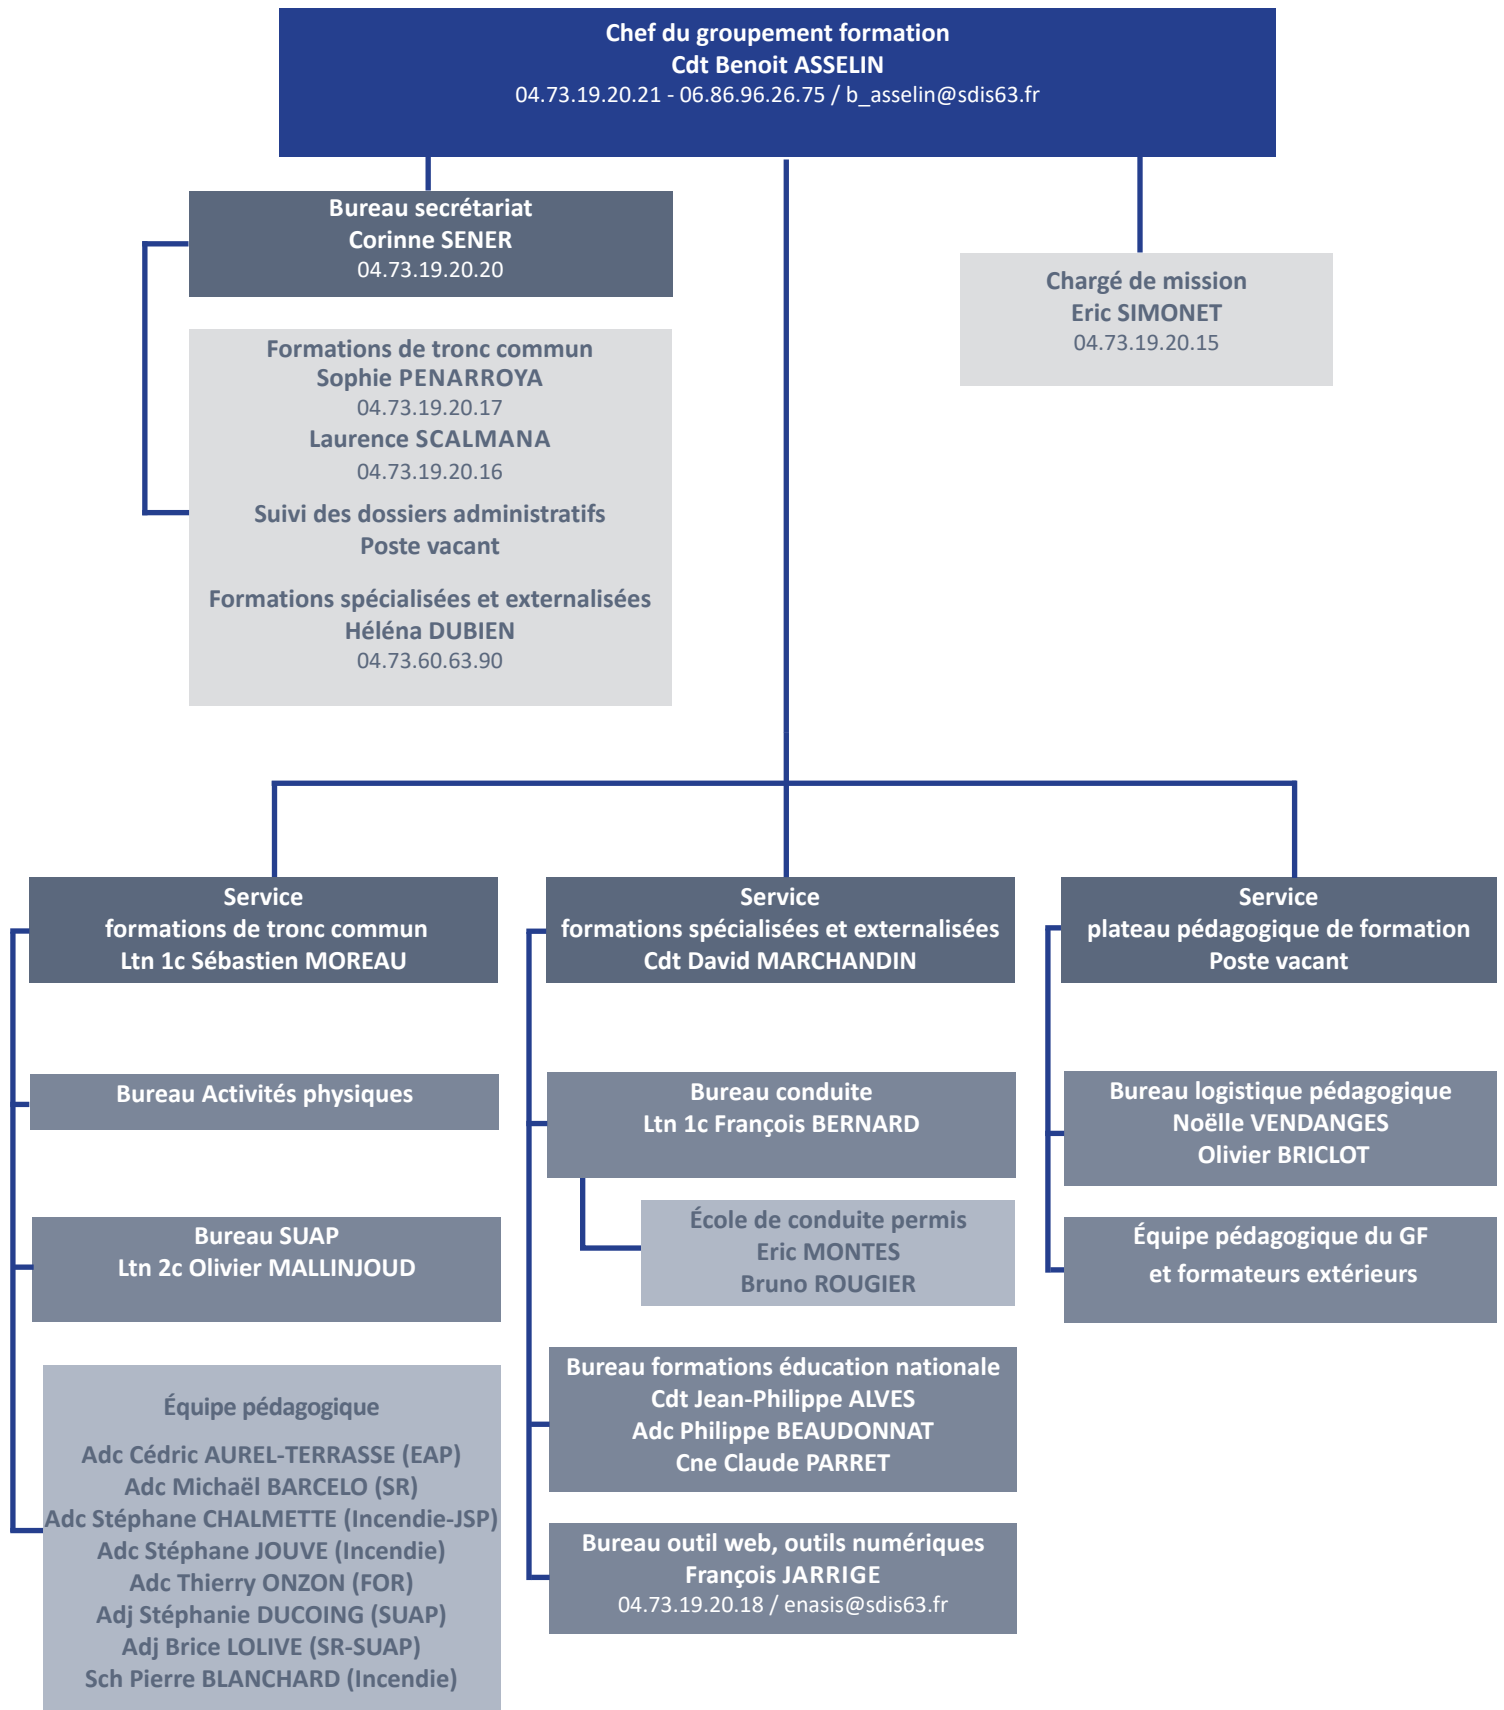 Chef du groupement formation
Cdt Benoit ASSELIN
04.73.19.20.21 - 06.86.96.26.75 / b_asselin@sdis63.fr
Bureau secrétariat
Corinne SENER
04.73.19.20.20
Chargé de mission
Eric SIMONET
04.73.19.20.15
Formations de tronc commun
Sophie PENARROYA
04.73.19.20.17
Laurence SCALMANA
04.73.19.20.16
Suivi des dossiers administratifs
Poste vacant
Formations spécialisées et externalisées
Héléna DUBIEN
04.73.60.63.90
Service
formations de tronc commun
Ltn 1c Sébastien MOREAU
Bureau Activités physiques
Bureau SUAP
Ltn 2c Olivier MALLINJOUD
Équipe pédagogique
Adc Cédric AUREL-TERRASSE (EAP)
Adc Michaël BARCELO (SR)
Adc Stéphane CHALMETTE (Incendie-JSP)
Adc Stéphane JOUVE (Incendie)
Adc Thierry ONZON (FOR)
Adj Stéphanie DUCOING (SUAP)
Adj Brice LOLIVE (SR-SUAP)
Sch Pierre BLANCHARD (Incendie)
Service
formations spécialisées et externalisées
Cdt David MARCHANDIN
Bureau conduite
Ltn 1c François BERNARD
École de conduite permis
Eric MONTES
Bruno ROUGIER
Bureau formations éducation nationale
Cdt Jean-Philippe ALVES
Adc Philippe BEAUDONNAT
Cne Claude PARRET
Bureau outil web, outils numériques
François JARRIGE
04.73.19.20.18 / enasis@sdis63.fr
Service
plateau pédagogique de formation
Poste vacant
Bureau logistique pédagogique
Noëlle VENDANGES
Olivier BRICLOT
Équipe pédagogique du GF
et formateurs extérieurs